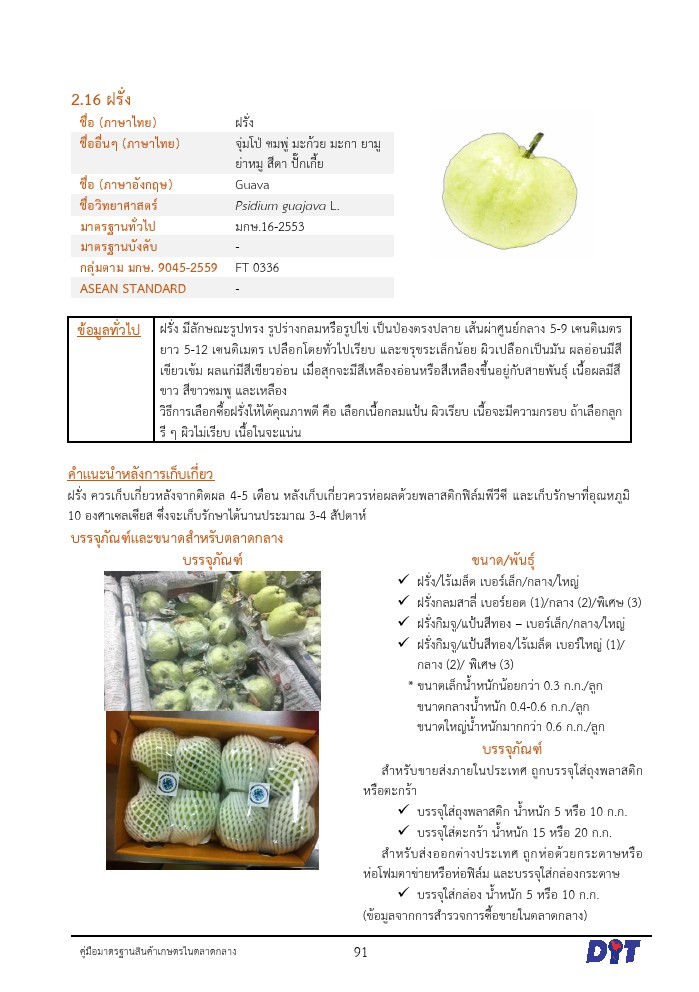 2.16 ฝรั่ง
ชื่อ (ภาษาไทย) ฝรั่ง
ชื่ออื่นๆ (ภาษาไทย) จุ่มโป่ ชมพู่ มะก้วย มะกา ยามู
ย่าหมู สีดา ปั๊กเกี้ย
ชื่อ (ภาษาอังกฤษ) Guava
ชื่อวิทยาศาสตร์ Psidium guajava L.
มาตรฐานทั่วไป มกษ.16-2553
มาตรฐานบังคับ -
กลุ่มตาม มกษ. 9045-2559 FT 0336
ASEAN STANDARD -
ข้อมูลทั่วไป
ฝรั่ง มีลักษณะรูปทรง รูปร่างกลมหรือรูปไข่ เป็นป่องตรงปลาย เส้นผ่าศูนย์กลาง 5-9 เซนติเมตร
ยาว 5-12 เซนติเมตร เปลือกโดยทั่วไปเรียบ และขรุขระเล็กน้อย ผิวเปลือกเป็นมัน ผลอ่อนมีสี
เขียวเข้ม ผลแก่มีสีเขียวอ่อน เมื่อสุกจะมีสีเหลืองอ่อนหรือสีเหลืองขึ้นอยู่กับสายพันธุ์ เนื้อผลมีสี
ขาว สีขาวชมพู และเหลือง
วิธีการเลือกซื้อฝรั่งให้ได้คุณภาพดี คือ เลือกเนื้อกลมแป้น ผิวเรียบ เนื้อจะมีความกรอบ ถ้าเลือกลูก
รี ๆ ผิวไม่เรียบ เนื้อในจะแน่น
คำแนะนำหลังการเก็บเกี่ยว
ฝรั่ง ควรเก็บเกี่ยวหลังจากติดผล 4-5 เดือน หลังเก็บเกี่ยวควรห่อผลด้วยพลาสติกฟิล์มพีวีซี และเก็บรักษาที่อุณหภูมิ
10 องศาเซลเซียส ซึ่งจะเก็บรักษาได้นานประมาณ 3-4 สัปดาห์
บรรจุภัณฑ์และขนาดสำหรับตลาดกลาง
บรรจุภัณฑ์
ขนาด/พันธุ์
✓ ฝรั่ง/ไร้เมล็ด เบอร์เล็ก/กลาง/ใหญ่
✓ ฝรั่งกลมสาลี่ เบอร์ยอด (1)/กลาง (2)/พิเศษ (3)
✓ ฝรั่งกิมจู/แป้นสีทอง – เบอร์เล็ก/กลาง/ใหญ่
✓ ฝรั่งกิมจู/แป้นสีทอง/ไร้เมล็ด เบอร์ใหญ่ (1)/
กลาง (2)/ พิเศษ (3)
* ขนาดเล็กน้ำหนักน้อยกว่า 0.3 ก.ก./ลูก
ขนาดกลางน้ำหนัก 0.4-0.6 ก.ก./ลูก
ขนาดใหญ่น้ำหนักมากกว่า 0.6 ก.ก./ลูก
บรรจุภัณฑ์
สำหรับขายส่งภายในประเทศ ถูกบรรจุใส่ถุงพลาสติก
หรือตะกร้า
✓ บรรจุใส่ถุงพลาสติก น้ำหนัก 5 หรือ 10 ก.ก.
✓ บรรจุใส่ตะกร้า น้ำหนัก 15 หรือ 20 ก.ก.
สำหรับส่งออกต่างประเทศ ถูกห่อด้วยกระดาษหรือ
ห่อโฟมตาข่ายหรือห่อฟิล์ม และบรรจุใส่กล่องกระดาษ
✓ บรรจุใส่กล่อง น้ำหนัก 5 หรือ 10 ก.ก.
(ข้อมูลจากการสำรวจการซื้อขายในตลาดกลาง)
คู่มือมาตรฐานสินค้าเกษตรในตลาดกลาง 91 DIT